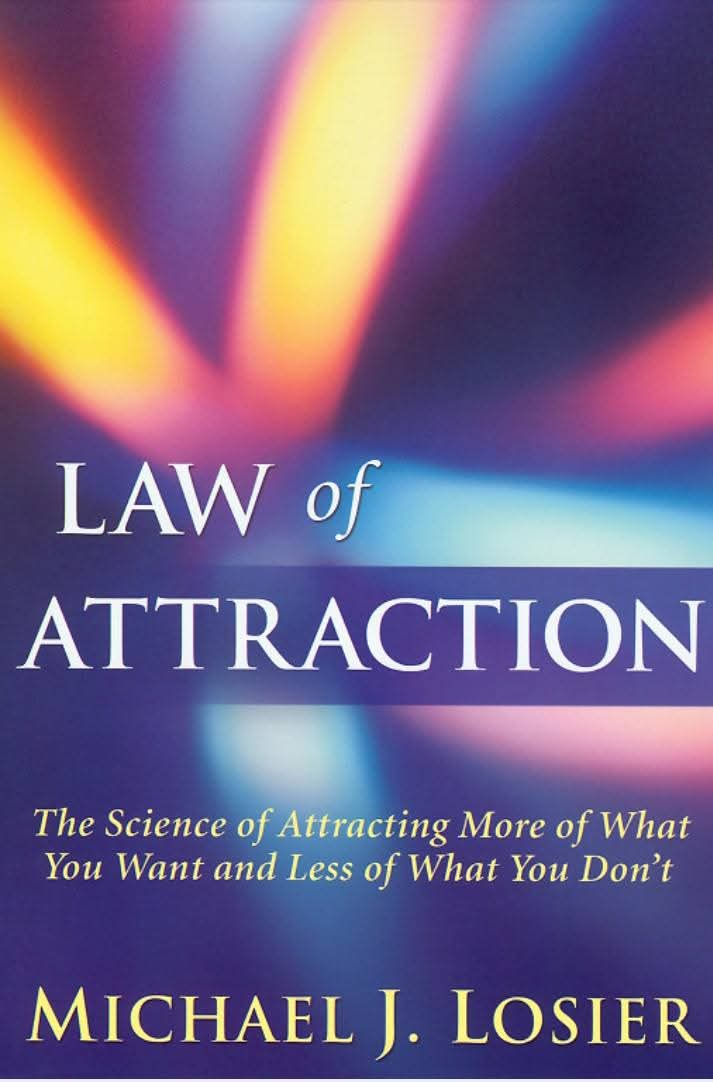 LAW of
ATTRACTION
The Science of Attracting More of What
You Want and Less of What You Don't
MICHAEL J. LOSIER